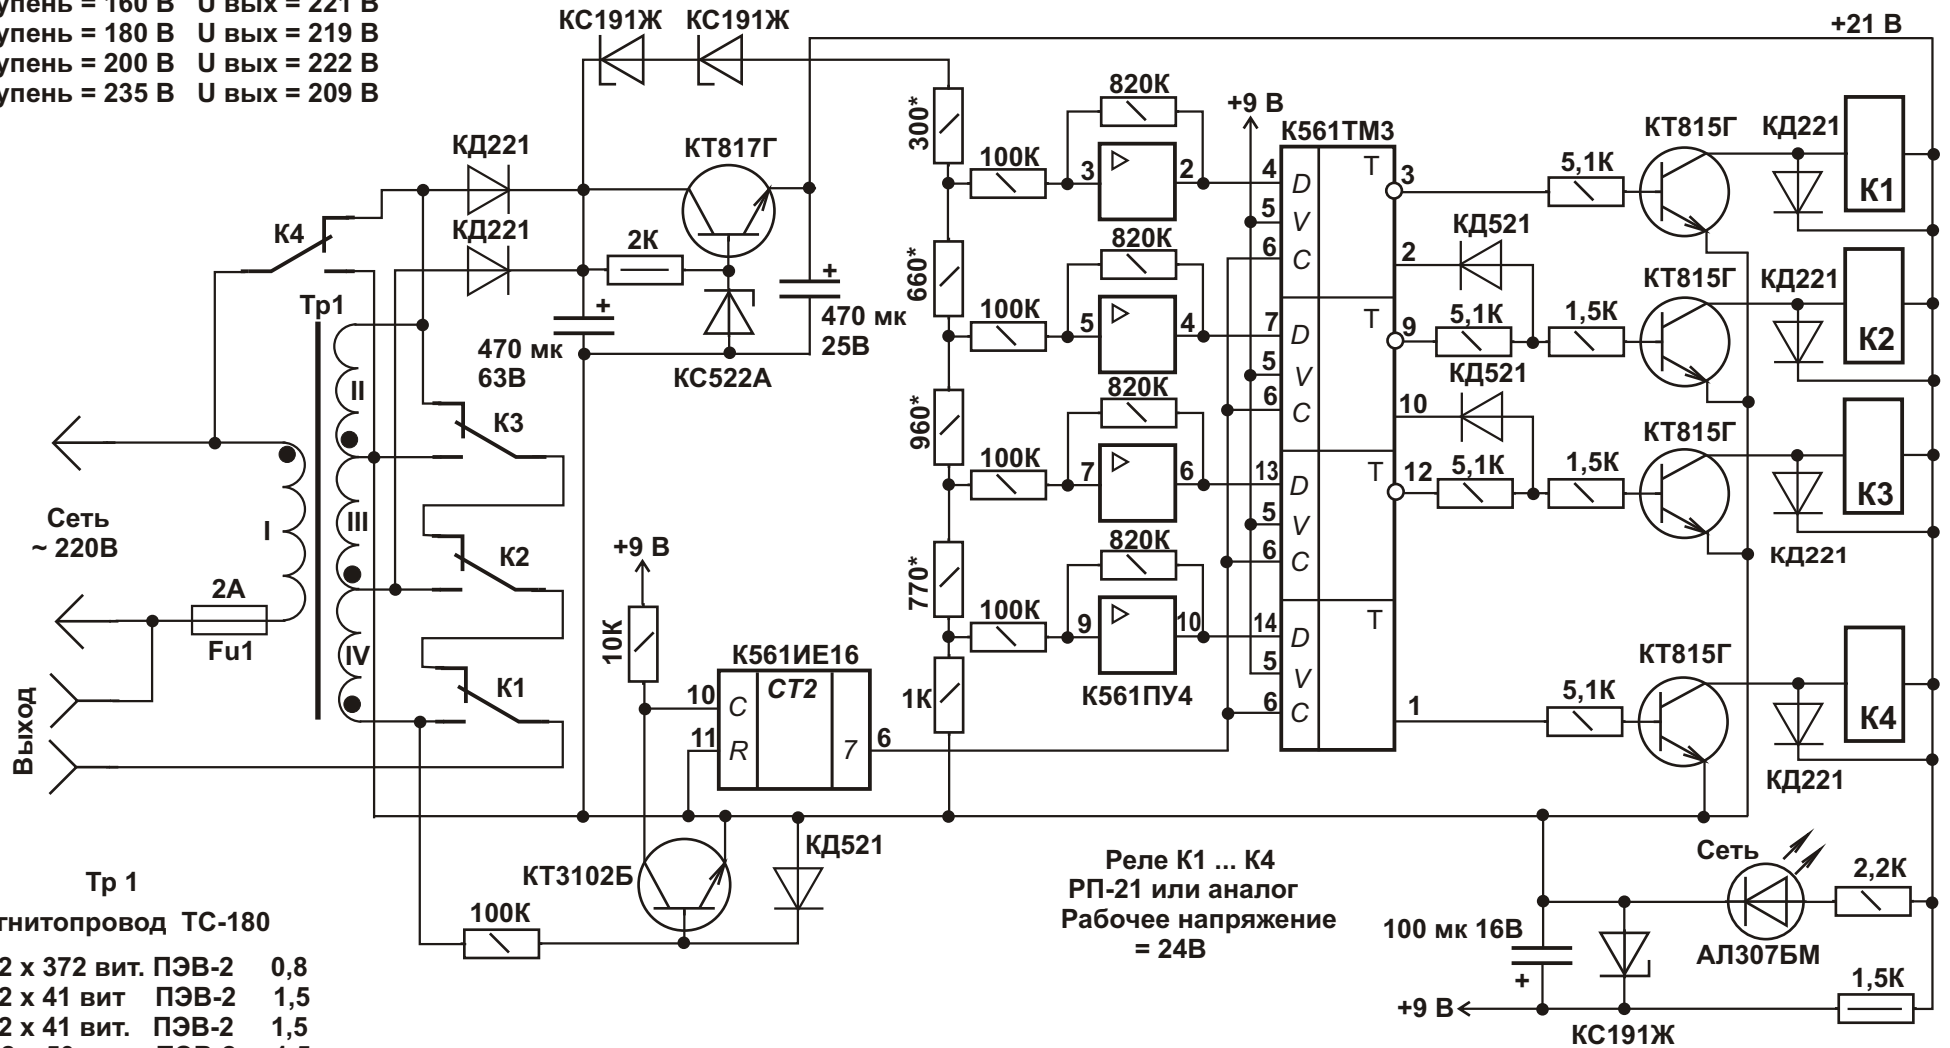 упень = 160 В U вых = 221 В
упень = 180 В U вых = 219 В
упень = 200 В U вых = 222 В
упень = 235 В U вых = 209 В
КС191Ж КС191Ж
+21 В
КД221
КД221
КТ817Г
2К
К4
Тр1
+
470 мк
63В
+
470 мк
25В
КС522А
II
III
IV
I
К3
К2
К1
Сеть
~ 220В
2А
Fu1
Выход
300*
660*
960*
770*
1К
100К
820К
3
2
100К
820К
5
4
100К
820К
7
6
100К
820К
9
10
К561ПУ4
+9 В
К561ТМ3
4 D T 3
5 V
6 C 2
7 D T 9
5 V
6 C 10
13 D T 12
5 V
6 C
14 D T
5 V
6 C 1
5,1К
КТ815Г
КД221
К1
КД521
5,1К
1,5К
КТ815Г
КД221
К2
КД521
5,1К
1,5К
КТ815Г
К3
КД221
5,1К
КТ815Г
К4
КД221
+9 В
10К
К561ИЕ16
10 C CT2
11 R 7 6
КТ3102Б
КД521
100К
Реле К1 ... К4
РП-21 или аналог
Рабочее напряжение
= 24В
Сеть
2,2К
АЛ307БМ
100 мк 16В
+
1,5К
+9 В
КС191Ж
Тр 1
гнитопровод ТС-180
2 х 372 вит. ПЭВ-2 0,8
2 х 41 вит ПЭВ-2 1,5
2 х 41 вит. ПЭВ-2 1,5